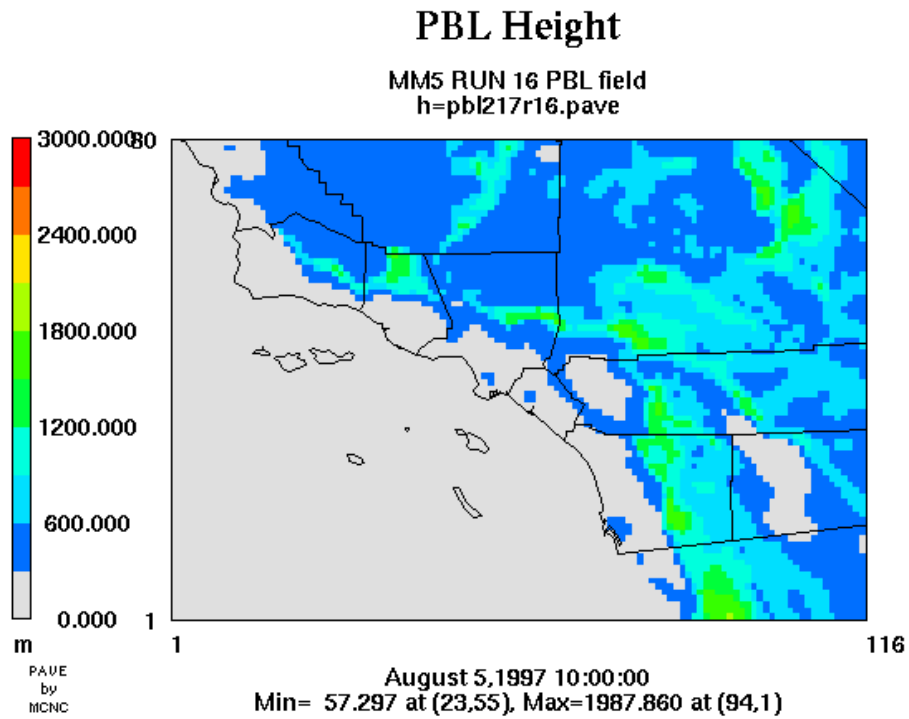 PBL Height
MM5 RUN 16 PBL field
h=pbl217r16.pave
3000.000
80
2400.000
1800.000
1200.000
600.000
0.000
1
m
1
116
PAVE
by
MCNC
August 5,1997 10:00:00
Min=  57.297 at (23,55), Max=1987.860 at (94,1)